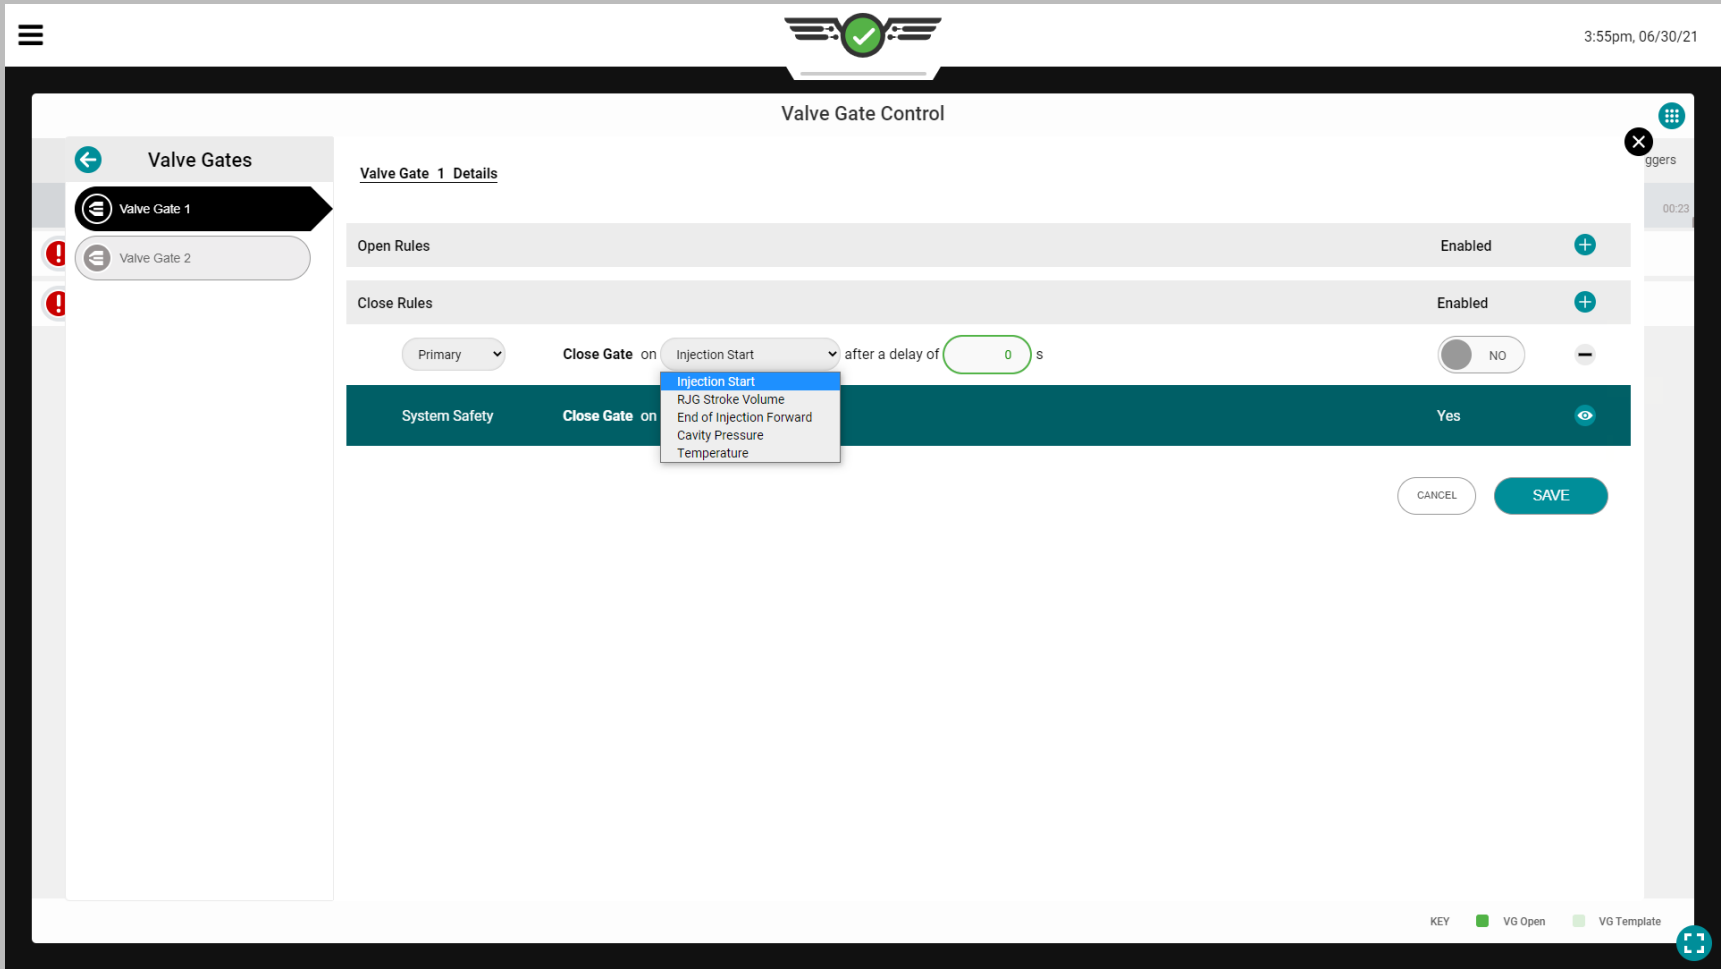 3:55pm, 06/30/21
Valve Gate Control
Valve Gates
ggers
Valve Gate 1 Details
Valve Gate 1
00:23
Valve Gate 2
Open Rules Enabled
Close Rules Enabled
Primary Close Gate on Injection Start after a delay of 0 s NO
Injection Start
RJG Stroke Volume
End of Injection Forward
Cavity Pressure
Temperature
System Safety Close Gate on Yes
CANCEL SAVE
KEY VG Open VG Template